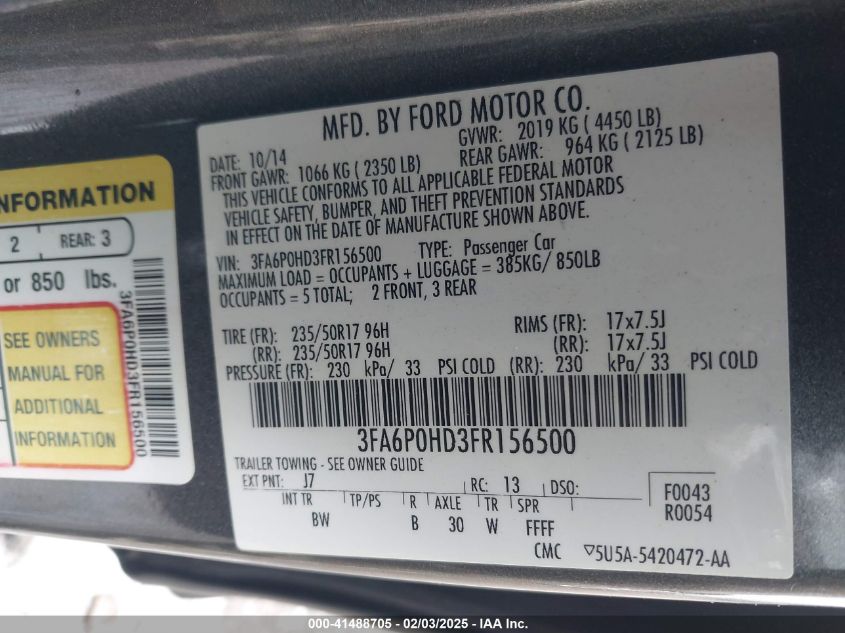 INFORMATION
2 REAR: 3
or 850 lbs.
SEE OWNERS
MANUAL FOR
ADDITIONAL
INFORMATION
3FA6P0HD3FR156500
MFD. BY FORD MOTOR CO.
DATE: 10/14 GVWR: 2019 KG ( 4450 LB)
FRONT GAWR: 1066 KG ( 2350 LB) REAR GAWR: 964 KG ( 2125 LB)
THIS VEHICLE CONFORMS TO ALL APPLICABLE FEDERAL MOTOR
VEHICLE SAFETY, BUMPER, AND THEFT PREVENTION STANDARDS
IN EFFECT ON THE DATE OF MANUFACTURE SHOWN ABOVE.
VIN: 3FA6P0HD3FR156500 TYPE: Passenger Car
MAXIMUM LOAD = OCCUPANTS + LUGGAGE = 385KG/ 850LB
OCCUPANTS = 5 TOTAL; 2 FRONT, 3 REAR
TIRE (FR): 235/50R17 96H RIMS (FR): 17x7.5J
(RR): 235/50R17 96H (RR): 17x7.5J
PRESSURE (FR): 230 kPa/ 33 PSI COLD (RR): 230 kPa/ 33 PSI COLD
3FA6P0HD3FR156500
TRAILER TOWING - SEE OWNER GUIDE
EXT PNT: J7 RC: 13 DSO: F0043
R0054
INT TR TP/PS R AXLE TR SPR
BW B 30 W FFFF
CMC ▽5U5A-5420472-AA
000-41488705 - 02/03/2025 - IAA Inc.